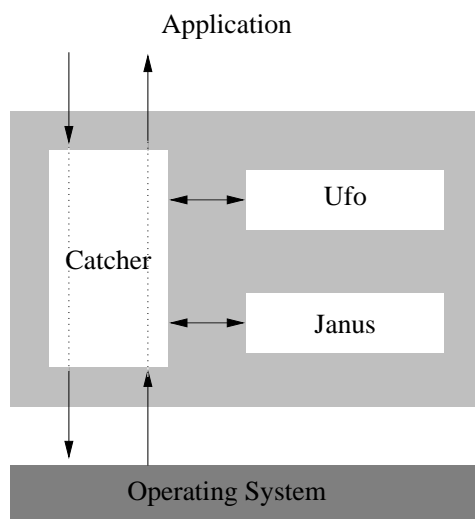 Application
Ufo
Catcher
Janus
Operating System